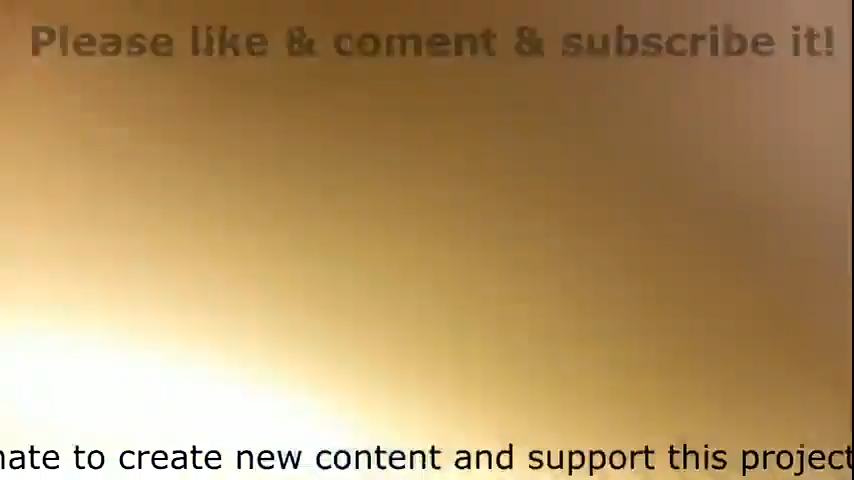 Please like & coment & subscribe it!
nate to create new content and support this project